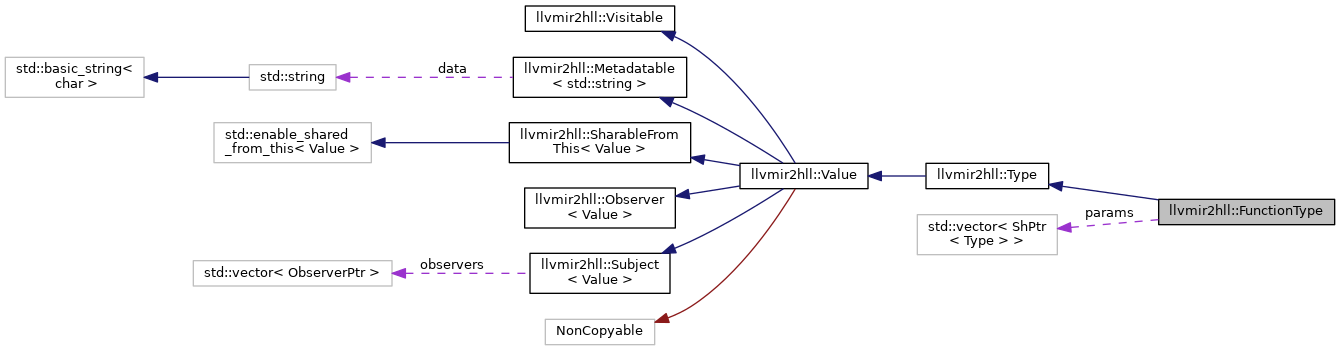 llvmir2hll::Visitable
std::basic_string<
char >
std::string
data
llvmir2hll::Metadatable
< std::string >
std::enable_shared
_from_this< Value >
llvmir2hll::SharableFrom
This< Value >
llvmir2hll::Value
llvmir2hll::Type
llvmir2hll::Observer
< Value >
params
llvmir2hll::FunctionType
std::vector< ShPtr
< Type > >
std::vector< ObserverPtr >
observers
llvmir2hll::Subject
< Value >
NonCopyable